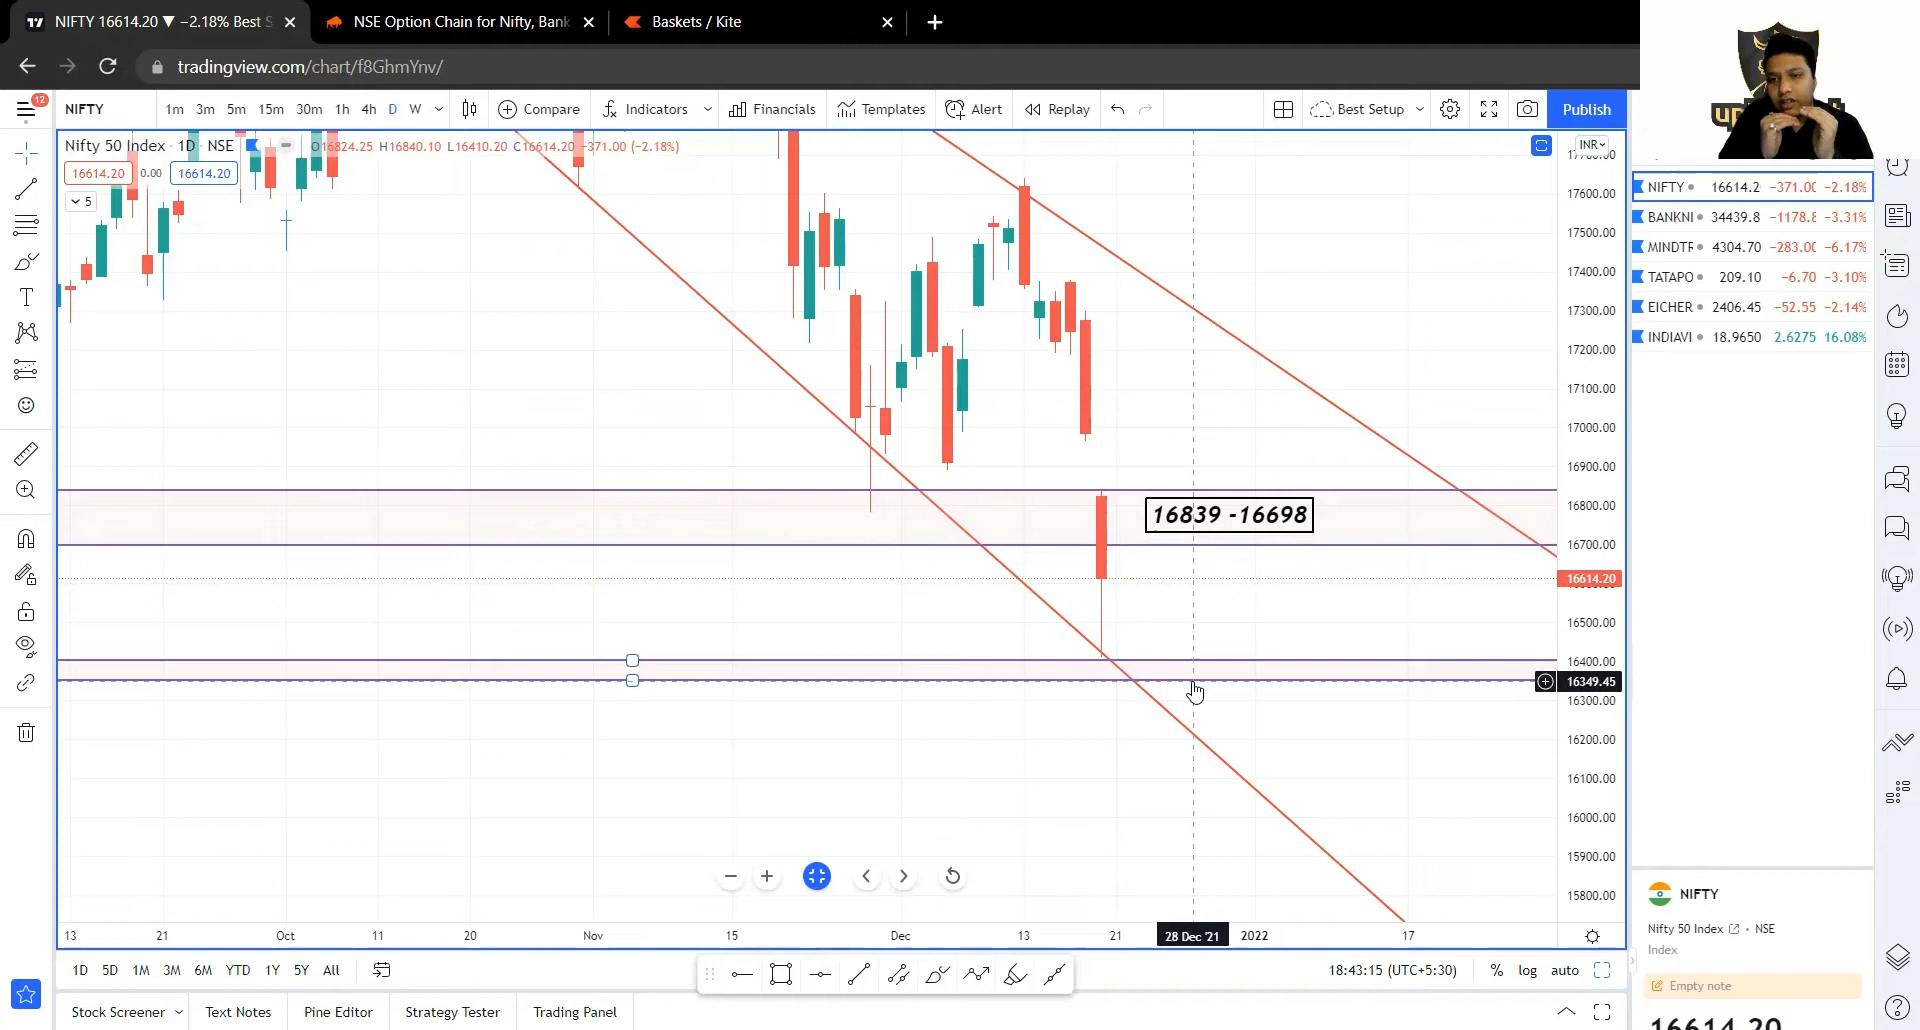 NIFTY 16614.20 ▼ −2.18% Best S
NSE Option Chain for Nifty, Bank
Baskets / Kite
tradingview.com/chart/f8GhmYnv/
12
NIFTY
1m 3m 5m 15m 30m 1h 4h D W
Compare
Indicators
Financials
Templates
Alert
Replay
Best Setup
Publish
Nifty 50 Index · 1D · NSE
O16824.25 H16840.10 L16410.20 C16614.20 −371.00 (−2.18%)
16614.20 0.00 16614.20
5
INR
17600.00
17500.00
17400.00
17300.00
17200.00
17100.00
17000.00
16900.00
16800.00
16700.00
16614.20
16500.00
16400.00
16349.45
16300.00
16200.00
16100.00
16000.00
15900.00
15800.00
16839 -16698
13 21 Oct 11 20 Nov 15 Dec 13 21 28 Dec '21 2022 17
NIFTY 16614.2 −371.00 −2.18%
BANKNI 34439.8 −1178.8 −3.31%
MINDTR 4304.70 −283.00 −6.17%
TATAPO 209.10 −6.70 −3.10%
EICHER 2406.45 −52.55 −2.14%
INDIAVI 18.9650 2.6275 16.08%
NIFTY
Nifty 50 Index • NSE
Index
Empty note
16614.20
1D 5D 1M 3M 6M YTD 1Y 5Y All
18:43:15 (UTC+5:30)
% log auto
Stock Screener
Text Notes
Pine Editor
Strategy Tester
Trading Panel